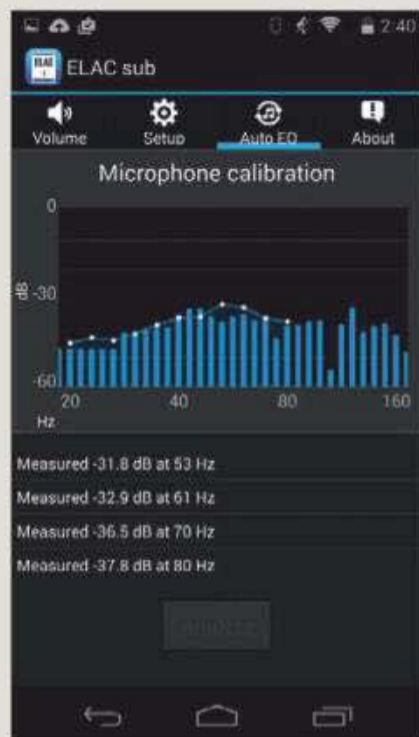 2:40
ELAC sub
Volume Setup Auto EQ About
Microphone calibration
0
dB -30
-60
20 40 80 160
Hz
Measured -31.8 dB at 53 Hz
Measured -32.9 dB at 61 Hz
Measured -36.5 dB at 70 Hz
Measured -37.8 dB at 80 Hz